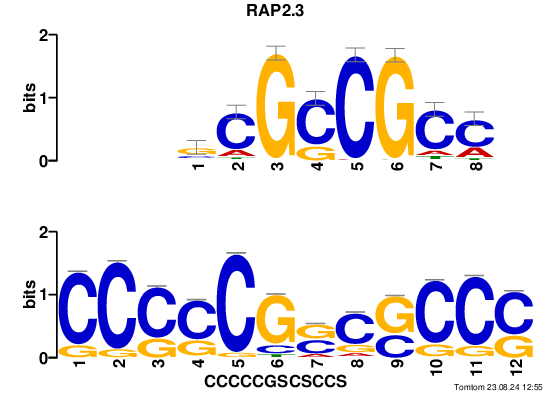 RAP2.3
2
bits
1
0
G C G C C G C C
A G A A
1 2 3 4 5 6 7 8
2
bits
1
0
C C C C C G G C G C C C
G G G G G C C G C G G G
A A
1 2 3 4 5 6 7 8 9 10 11 12
CCCCCGSCSCCS
Tomtom 23.08.24 12:55